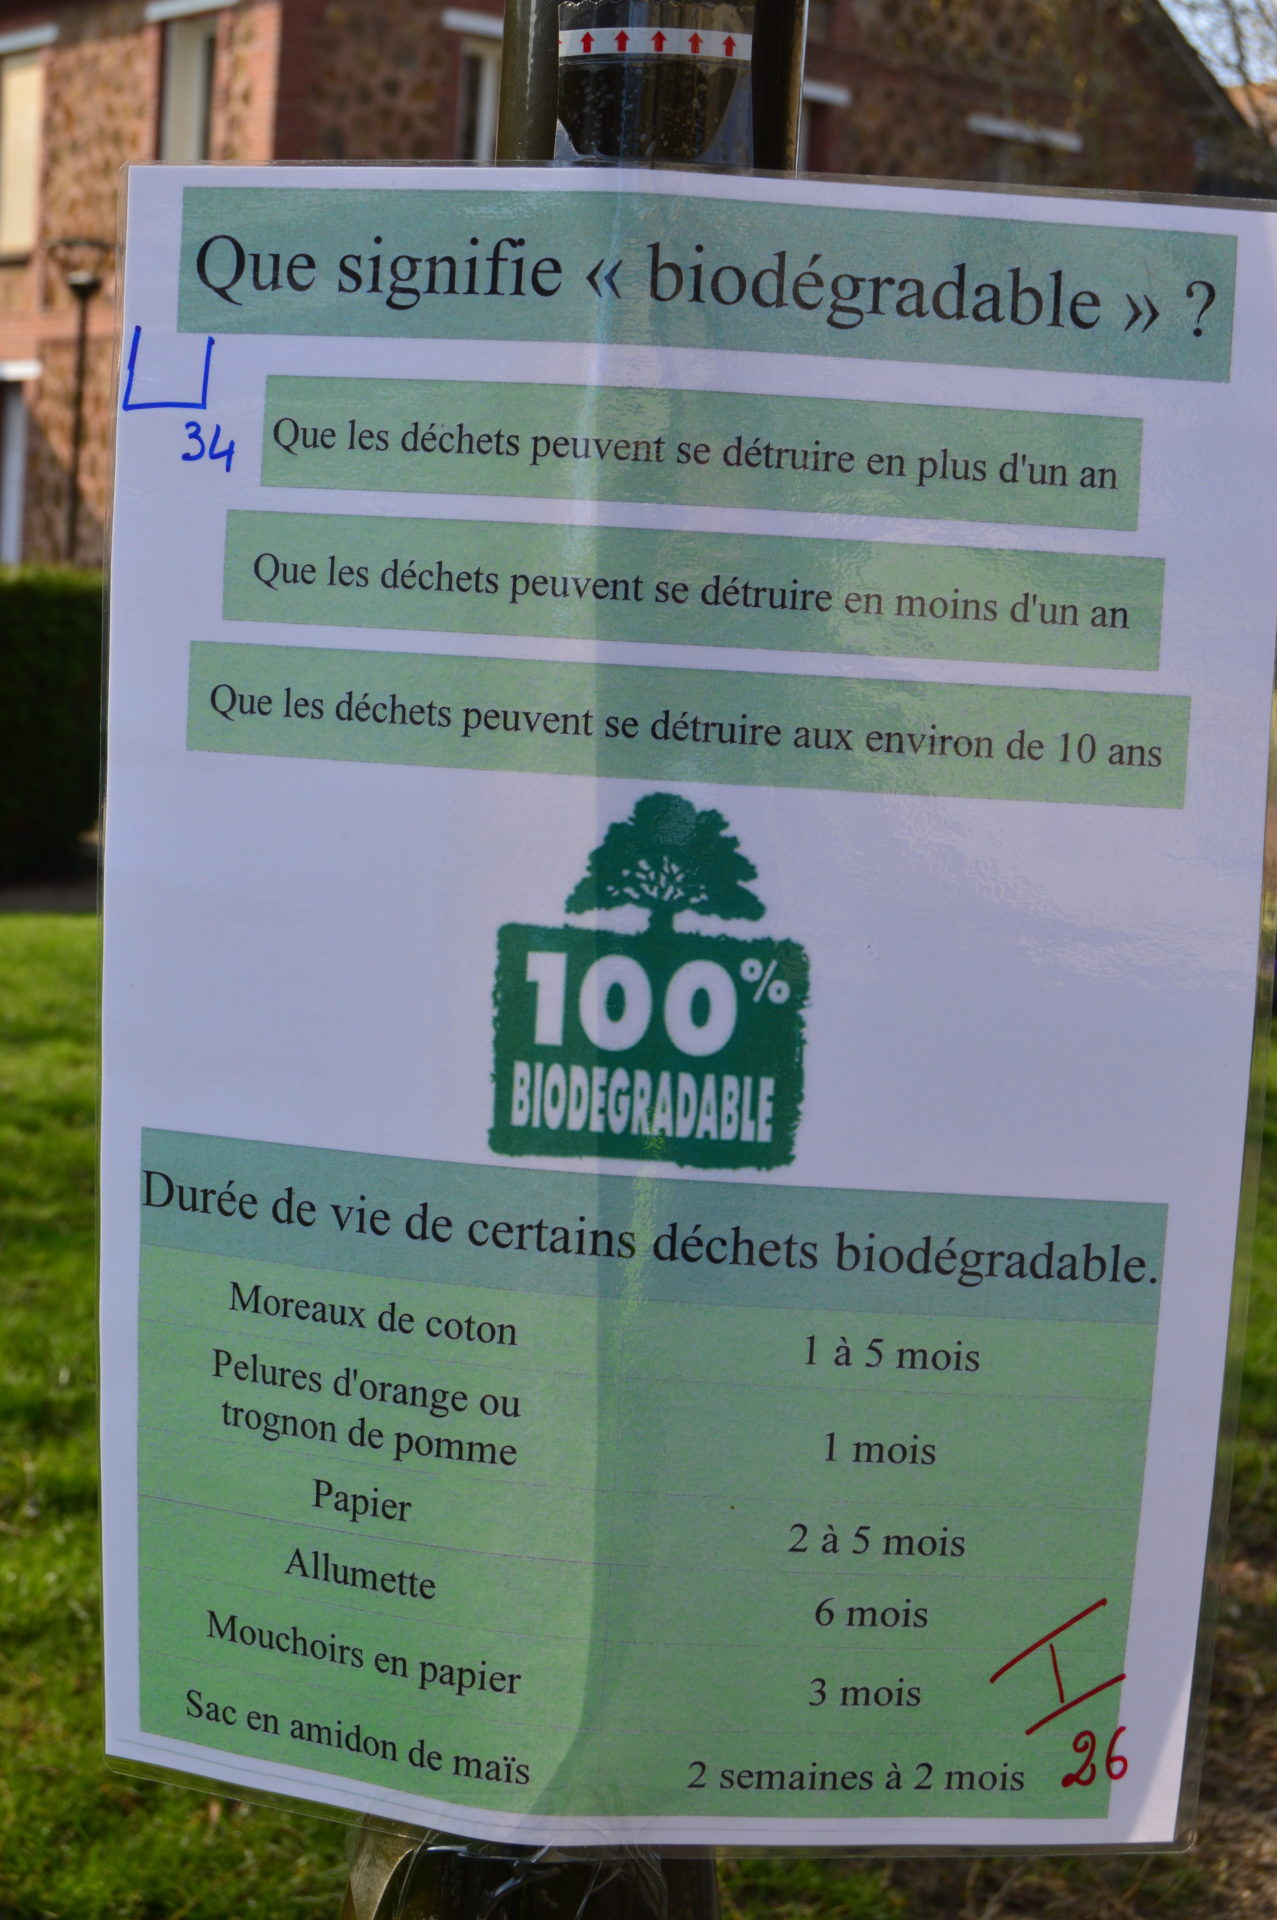 Que signifie « biodégradable » ?
34
Que les déchets peuvent se détruire en plus d'un an
Que les déchets peuvent se détruire en moins d'un an
Que les déchets peuvent se détruire aux environ de 10 ans
100%
BIODEGRADABLE
Durée de vie de certains déchets biodégradable.
Moreaux de coton 1 à 5 mois
Pelures d'orange ou
trognon de pomme 1 mois
Papier 2 à 5 mois
Allumette 6 mois
Mouchoirs en papier 3 mois
Sac en amidon de maïs 2 semaines à 2 mois
26